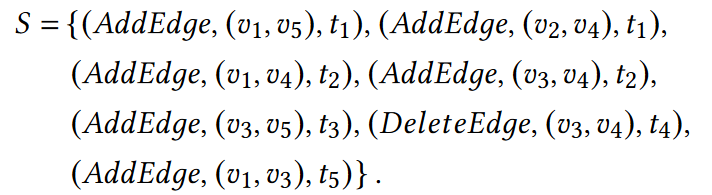 S = {(AddEdge, (v₁, v₅), t₁), (AddEdge, (v₂, v₄), t₁),
(AddEdge, (v₁, v₄), t₂), (AddEdge, (v₃, v₄), t₂),
(AddEdge, (v₃, v₅), t₃), (DeleteEdge, (v₃, v₄), t₄),
(AddEdge, (v₁, v₃), t₅)} .